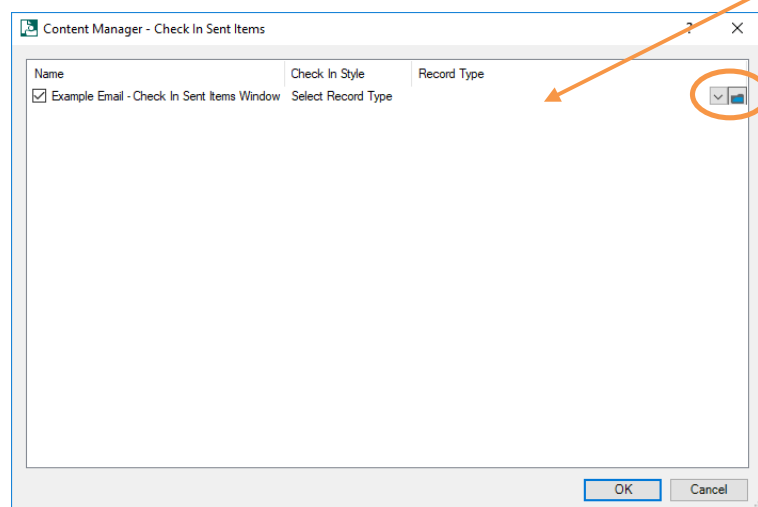 Content Manager - Check In Sent Items ?
Name Check In Style Record Type
Example Email - Check In Sent Items Window Select Record Type
OK Cancel